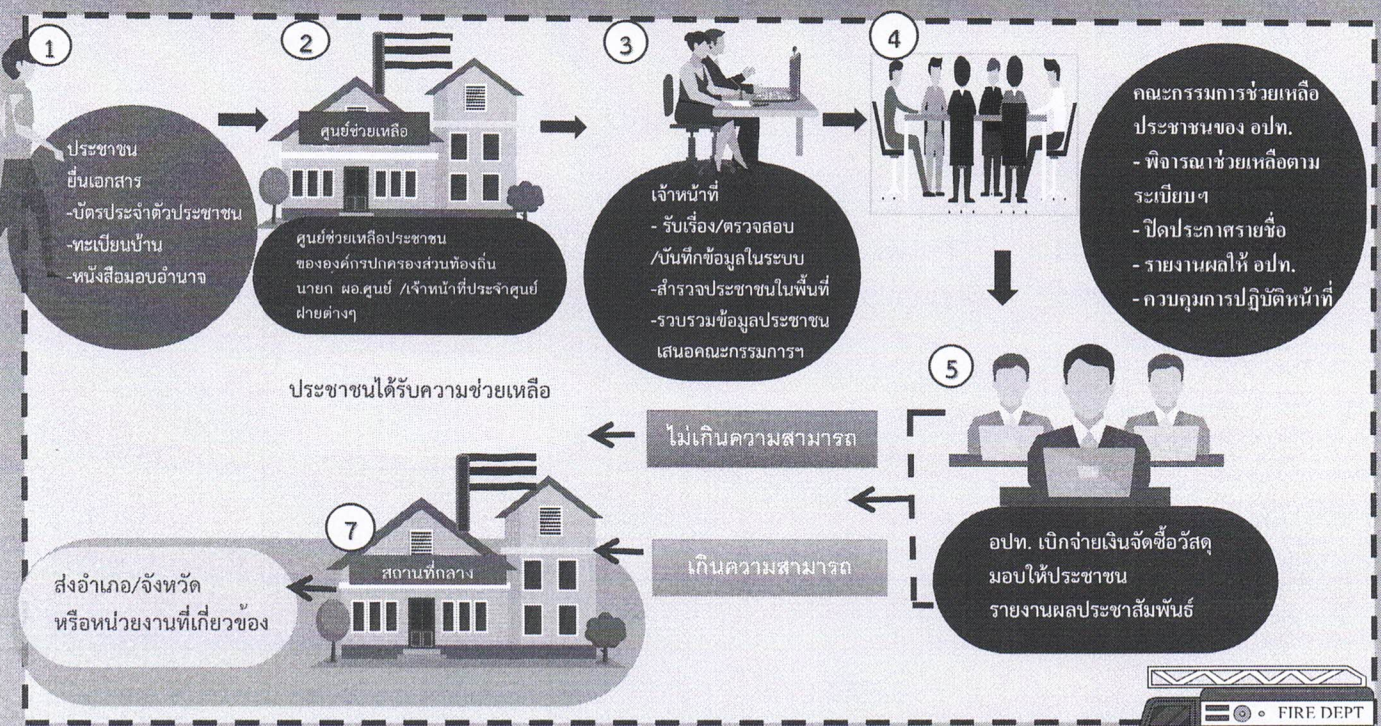 1
ประชาชน
ยื่นเอกสาร
-บัตรประจำตัวประชาชน
-ทะเบียนบ้าน
-หนังสือมอบอำนาจ
2
ศูนย์ช่วยเหลือ
ศูนย์ช่วยเหลือประชาชน
ขององค์กรปกครองส่วนท้องถิ่น
นายก ผอ.ศูนย์ /เจ้าหน้าที่ประจำศูนย์
ฝ่ายต่างๆ
3
เจ้าหน้าที่
- รับเรื่อง/ตรวจสอบ
/บันทึกข้อมูลในระบบ
-สำรวจประชาชนในพื้นที่
-รวบรวมข้อมูลประชาชน
เสนอคณะกรรมการฯ
4
คณะกรรมการช่วยเหลือ
ประชาชนของ อปท.
- พิจารณาช่วยเหลือตาม
ระเบียบฯ
- ปิดประกาศรายชื่อ
- รายงานผลให้ อปท.
- ควบคุมการปฏิบัติหน้าที่
5
อปท. เบิกจ่ายเงินจัดซื้อวัสดุ
มอบให้ประชาชน
รายงานผลประชาสัมพันธ์
ประชาชนได้รับความช่วยเหลือ
ไม่เกินความสามารถ
เกินความสามารถ
7
สถานที่กลาง
ส่งอำเภอ/จังหวัด
หรือหน่วยงานที่เกี่ยวข้อง
FIRE DEPT